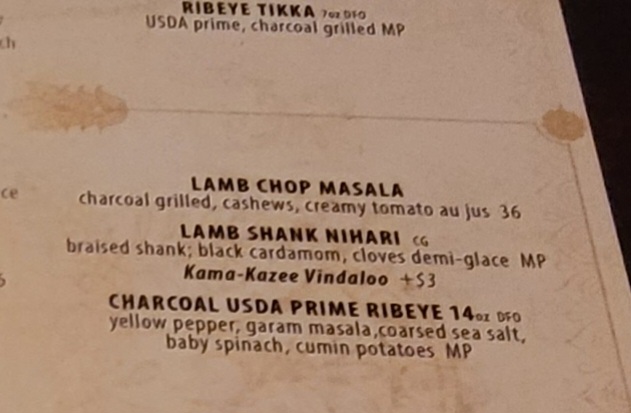 RIBEYE TIKKA 7oz DFO
USDA prime, charcoal grilled MP
ch
LAMB CHOP MASALA
charcoal grilled, cashews, creamy tomato au jus 36
ce
LAMB SHANK NIHARI CG
braised shank; black cardamom, cloves demi-glace MP
Kama-Kazee Vindaloo +$3
CHARCOAL USDA PRIME RIBEYE 14oz DFO
yellow pepper, garam masala,coarsed sea salt,
baby spinach, cumin potatoes MP